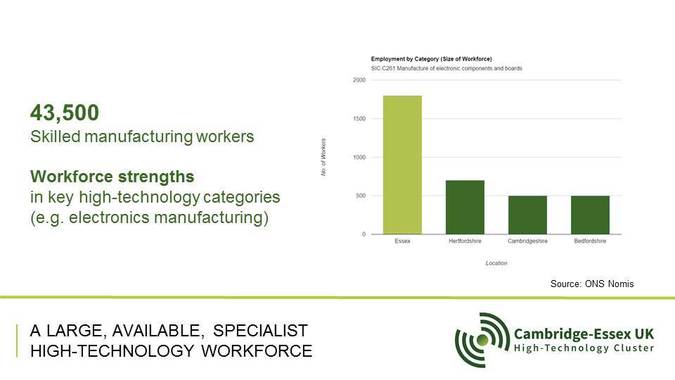 43,500
Skilled manufacturing workers
Workforce strengths
in key high-technology categories
(e.g. electronics manufacturing)
Employment by Category (Size of Workforce)
SIC C261 Manufacture of electronic components and boards
No. of Workers
2000
1500
1000
500
0
Essex
Hertfordshire
Cambridgeshire
Bedfordshire
Location
Source: ONS Nomis
A LARGE, AVAILABLE, SPECIALIST
HIGH-TECHNOLOGY WORKFORCE
Cambridge-Essex UK
High-Technology Cluster